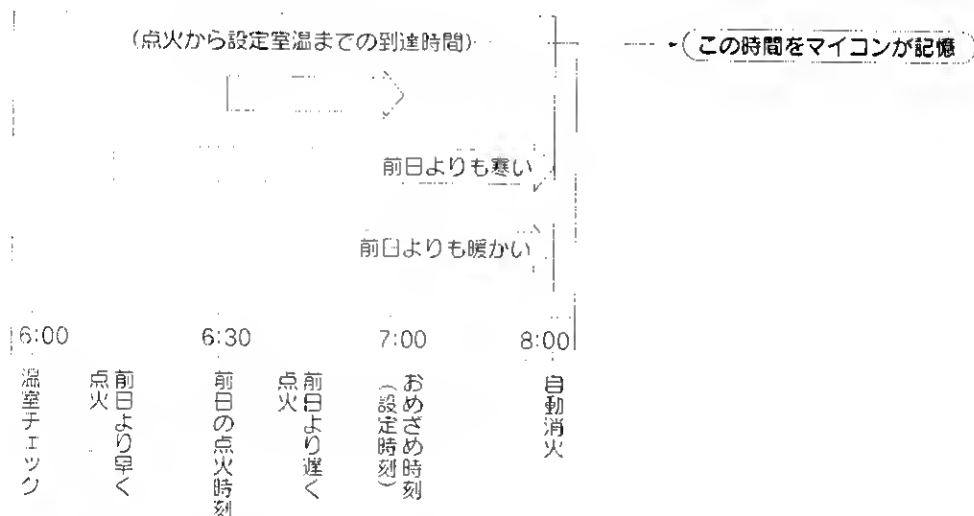 (点火から設定室温までの到達時間)
この時間をマイコンが記憶
前日よりも寒い
前日よりも暖かい
6:00
6:30
7:00
8:00
温室チェック
前日より早く
点火
前日の点火時刻
前日より遅く
点火
おめざめ時刻
(設定時刻)
自動消火